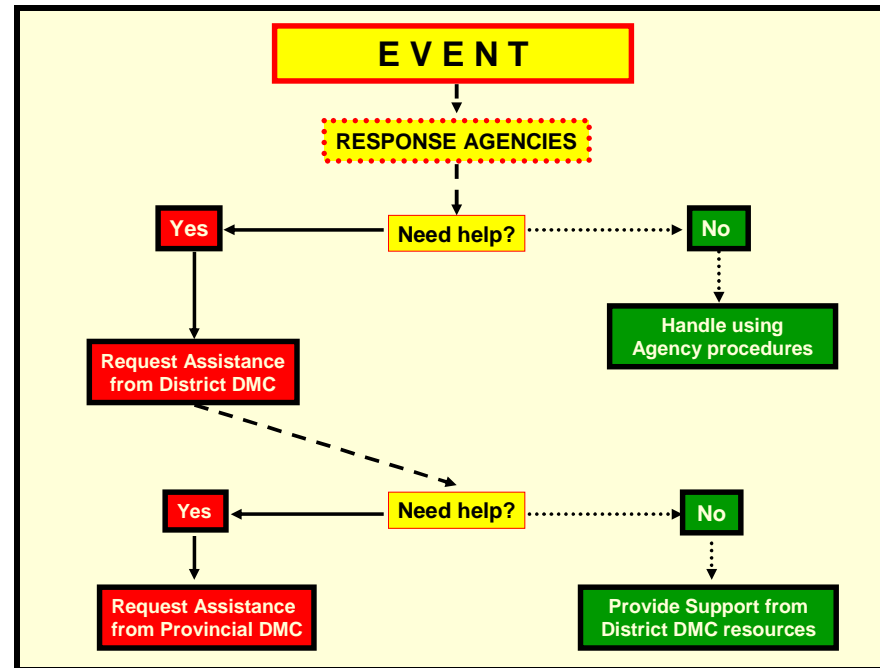 E V E N T
RESPONSE AGENCIES
Yes
Need help?
No
Handle using
Agency procedures
Request Assistance
from District DMC
Yes
Need help?
No
Request Assistance
from Provincial DMC
Provide Support from
District DMC resources